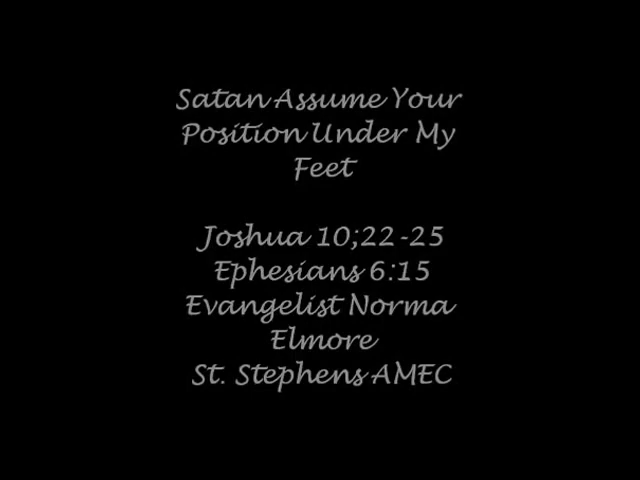 Satan Assume Your
Position Under My
Feet
Joshua 10;22-25
Ephesians 6:15
Evangelist Norma
Elmore
St. Stephens AMEC